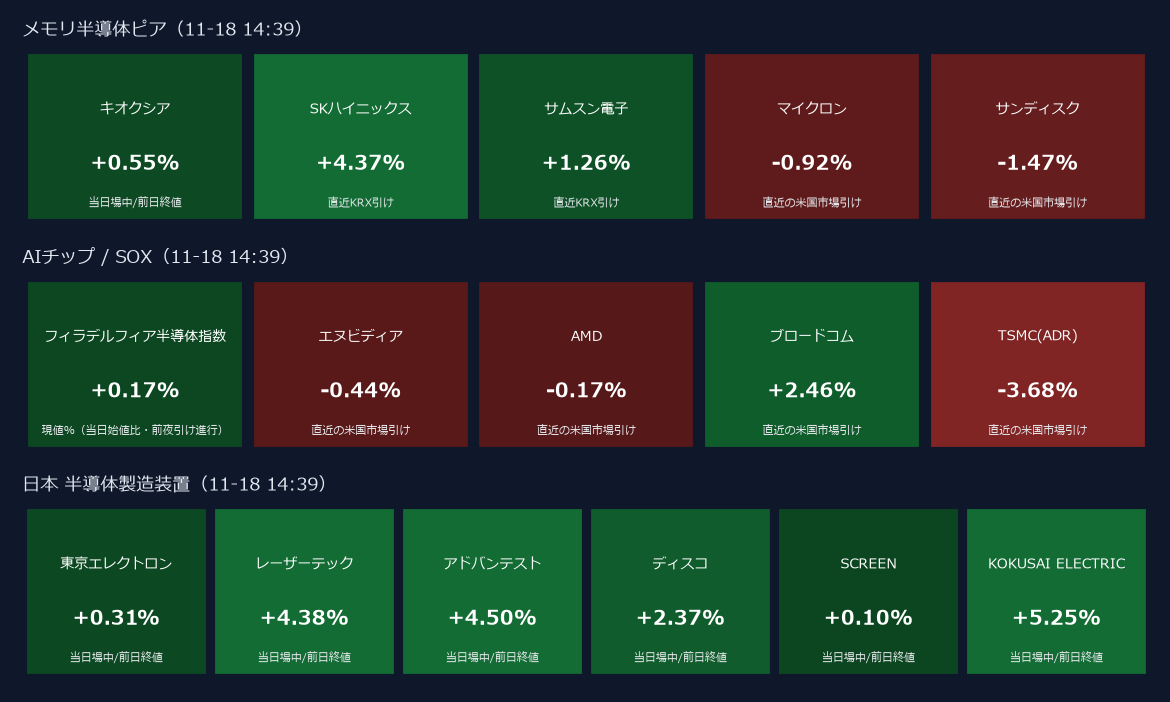 メモリ半導体ピア（11-18 14:39）
キオクシア
+0.55%
当日場中/前日終値
SKハイニックス
+4.37%
直近KRX引け
サムスン電子
+1.26%
直近KRX引け
マイクロン
-0.92%
直近の米国市場引け
サンディスク
-1.47%
直近の米国市場引け
AIチップ / SOX（11-18 14:39）
フィラデルフィア半導体指数
+0.17%
現値%（当日始値比・前夜引け進行）
エヌビディア
-0.44%
直近の米国市場引け
AMD
-0.17%
直近の米国市場引け
ブロードコム
+2.46%
直近の米国市場引け
TSMC(ADR)
-3.68%
直近の米国市場引け
日本 半導体製造装置（11-18 14:39）
東京エレクトロン
+0.31%
当日場中/前日終値
レーザーテック
+4.38%
当日場中/前日終値
アドバンテスト
+4.50%
当日場中/前日終値
ディスコ
+2.37%
当日場中/前日終値
SCREEN
+0.10%
当日場中/前日終値
KOKUSAI ELECTRIC
+5.25%
当日場中/前日終値